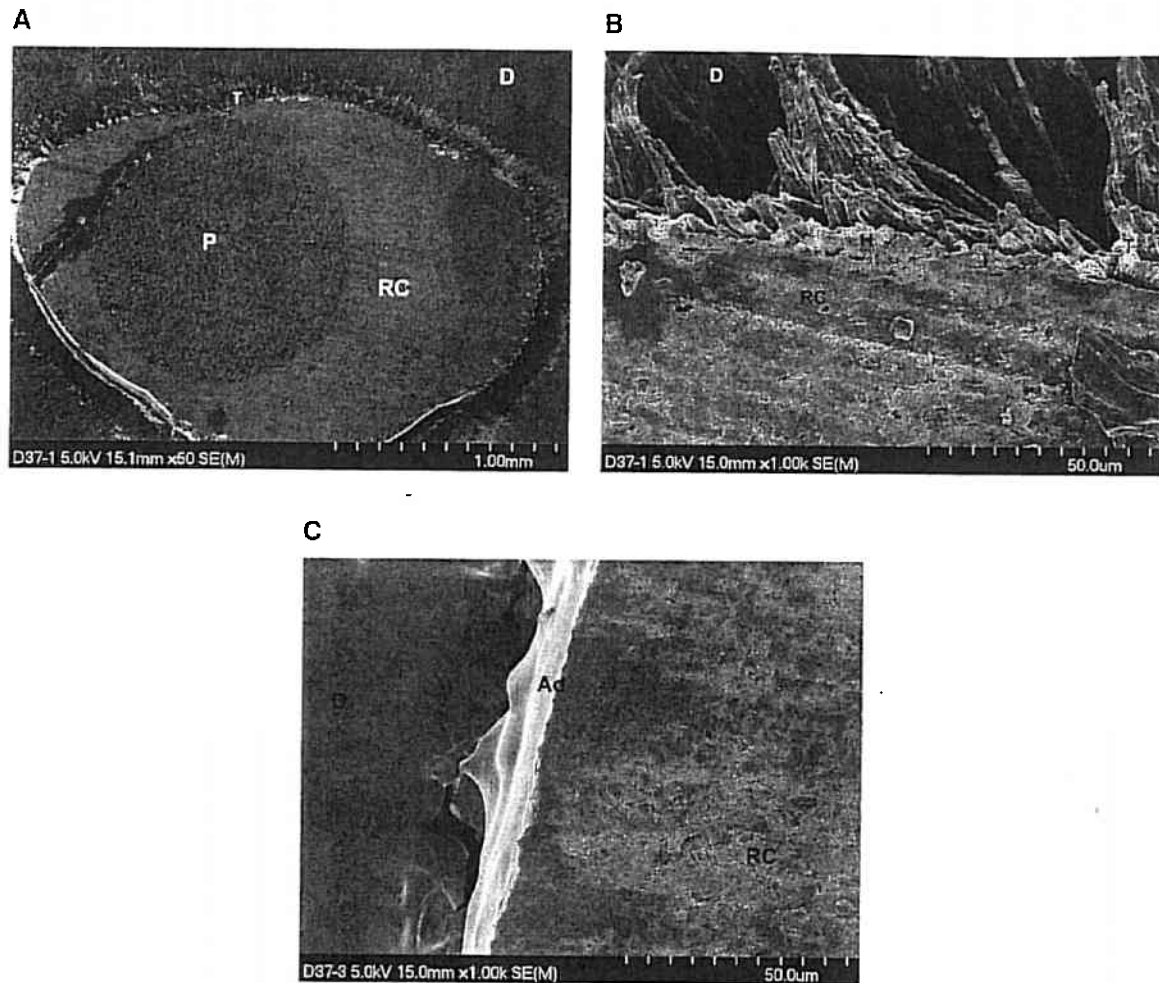 A
D
T
P
RC
D37-1 5.0kV 15.1mm x50 SE(M)
1.00mm
B
D
H
T
RC
D37-1 5.0kV 15.0mm x1.00k SE(M)
50.0um
C
Ad
RC
D37-3 5.0kV 15.0mm x1.00k SE(M)
50.0um